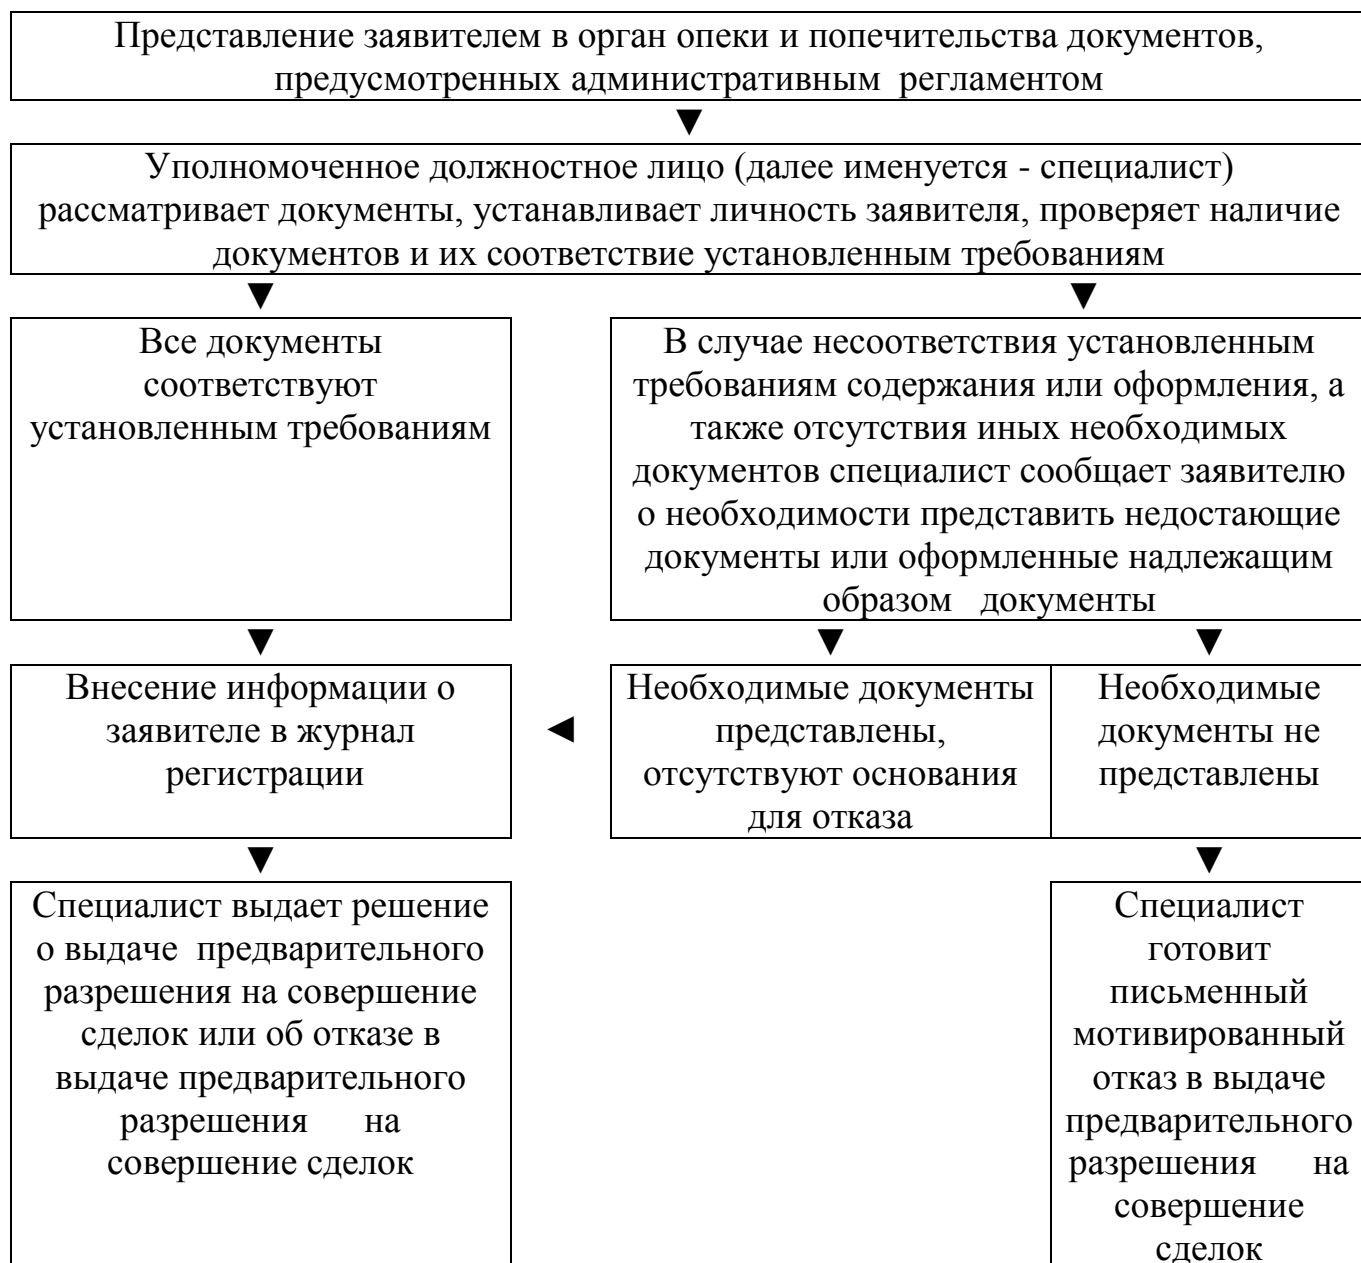 Представление заявителем в орган опеки и попечительства документов,
предусмотренных административным регламентом
▼
Уполномоченное должностное лицо (далее именуется - специалист)
рассматривает документы, устанавливает личность заявителя, проверяет наличие
документов и их соответствие установленным требованиям
▼ ▼
Все документы
соответствуют
установленным требованиям
В случае несоответствия установленным
требованиям содержания или оформления, а
также отсутствия иных необходимых
документов специалист сообщает заявителю
о необходимости представить недостающие
документы или оформленные надлежащим
образом документы
▼ ▼ ▼
Внесение информации о
заявителе в журнал
регистрации
◄
Необходимые документы
представлены,
отсутствуют основания
для отказа
Необходимые
документы не
представлены
▼ ▼
Специалист выдает решение
о выдаче предварительного
разрешения на совершение
сделок или об отказе в
выдаче предварительного
разрешения на
совершение сделок
Специалист
готовит
письменный
мотивированный
отказ в выдаче
предварительного
разрешения на
совершение
сделок